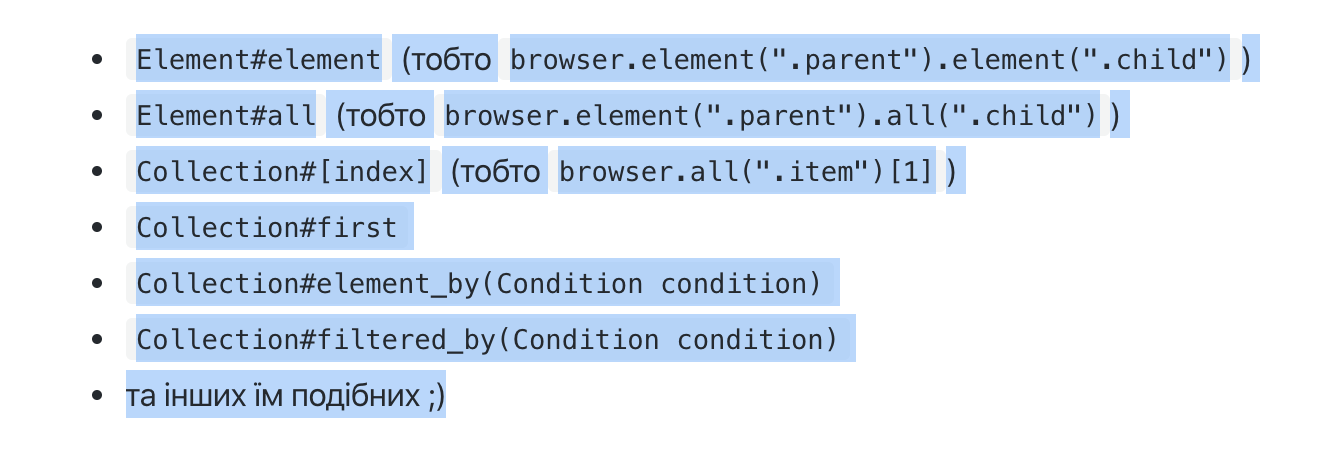 • Element#element (тобто browser.element(".parent").element(".child") )
• Element#all (тобто browser.element(".parent").all(".child") )
• Collection#[index] (тобто browser.all(".item")[1] )
• Collection#first
• Collection#element_by(Condition condition)
• Collection#filtered_by(Condition condition)
• та інших їм подібних ;)